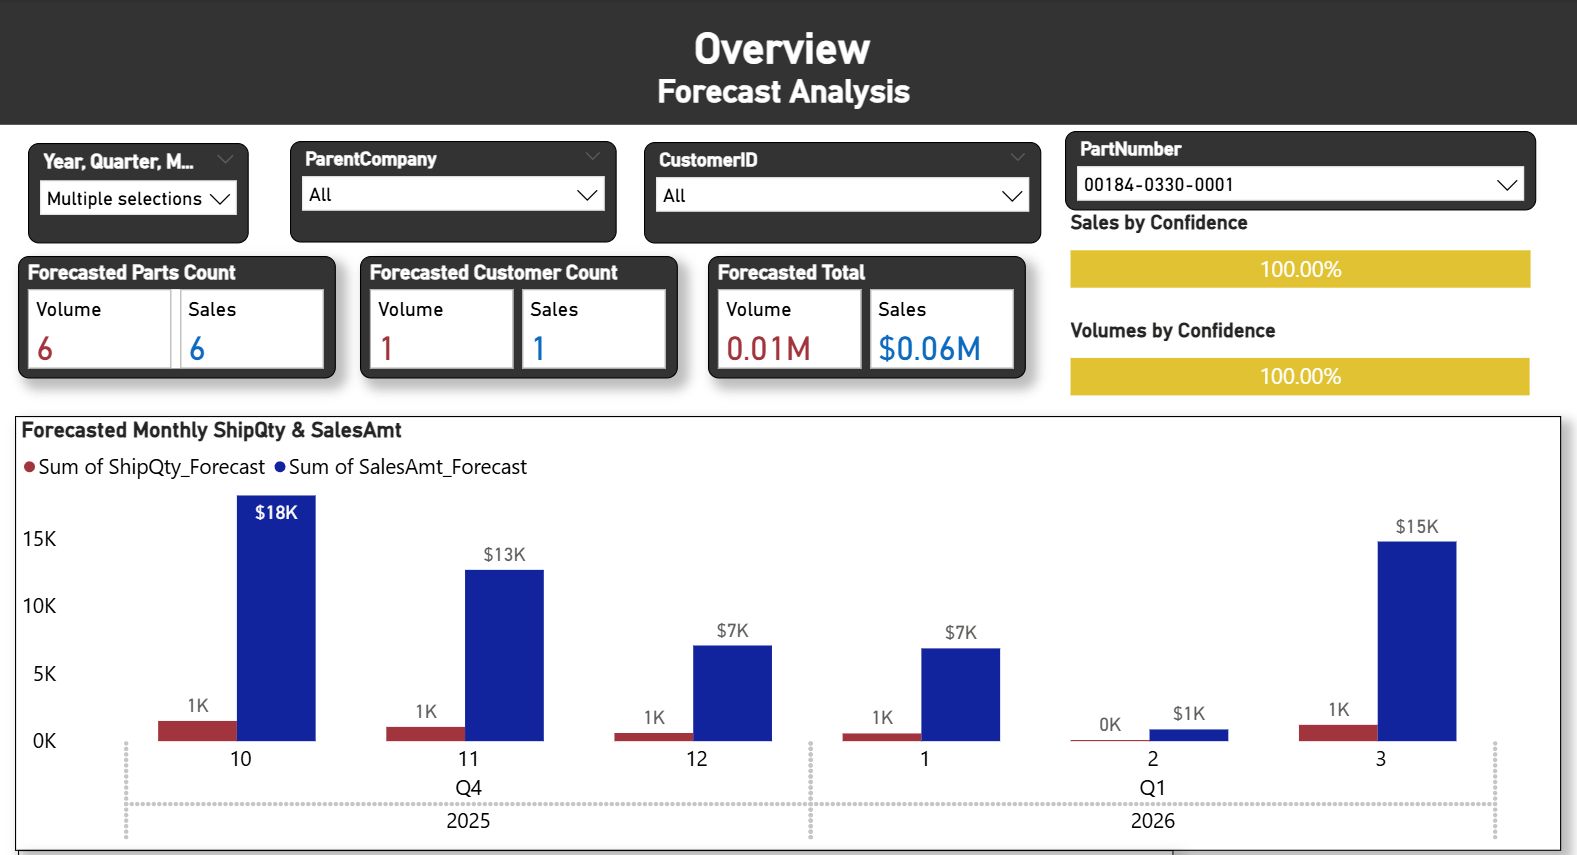 Overview
Forecast Analysis
Year, Quarter, M...
Multiple selections
ParentCompany
All
CustomerID
All
PartNumber
00184-0330-0001
Forecasted Parts Count
Volume
6
Sales
6
Forecasted Customer Count
Volume
1
Sales
1
Forecasted Total
Volume
0.01M
Sales
$0.06M
Sales by Confidence
100.00%
Volumes by Confidence
100.00%
Forecasted Monthly ShipQty & SalesAmt
Sum of ShipQty_Forecast Sum of SalesAmt_Forecast
15K
10K
5K
0K
1K
$18K
1K
$13K
1K
$7K
1K
$7K
0K
$1K
1K
$15K
10 11 12 1 2 3
Q4 Q1
2025 2026